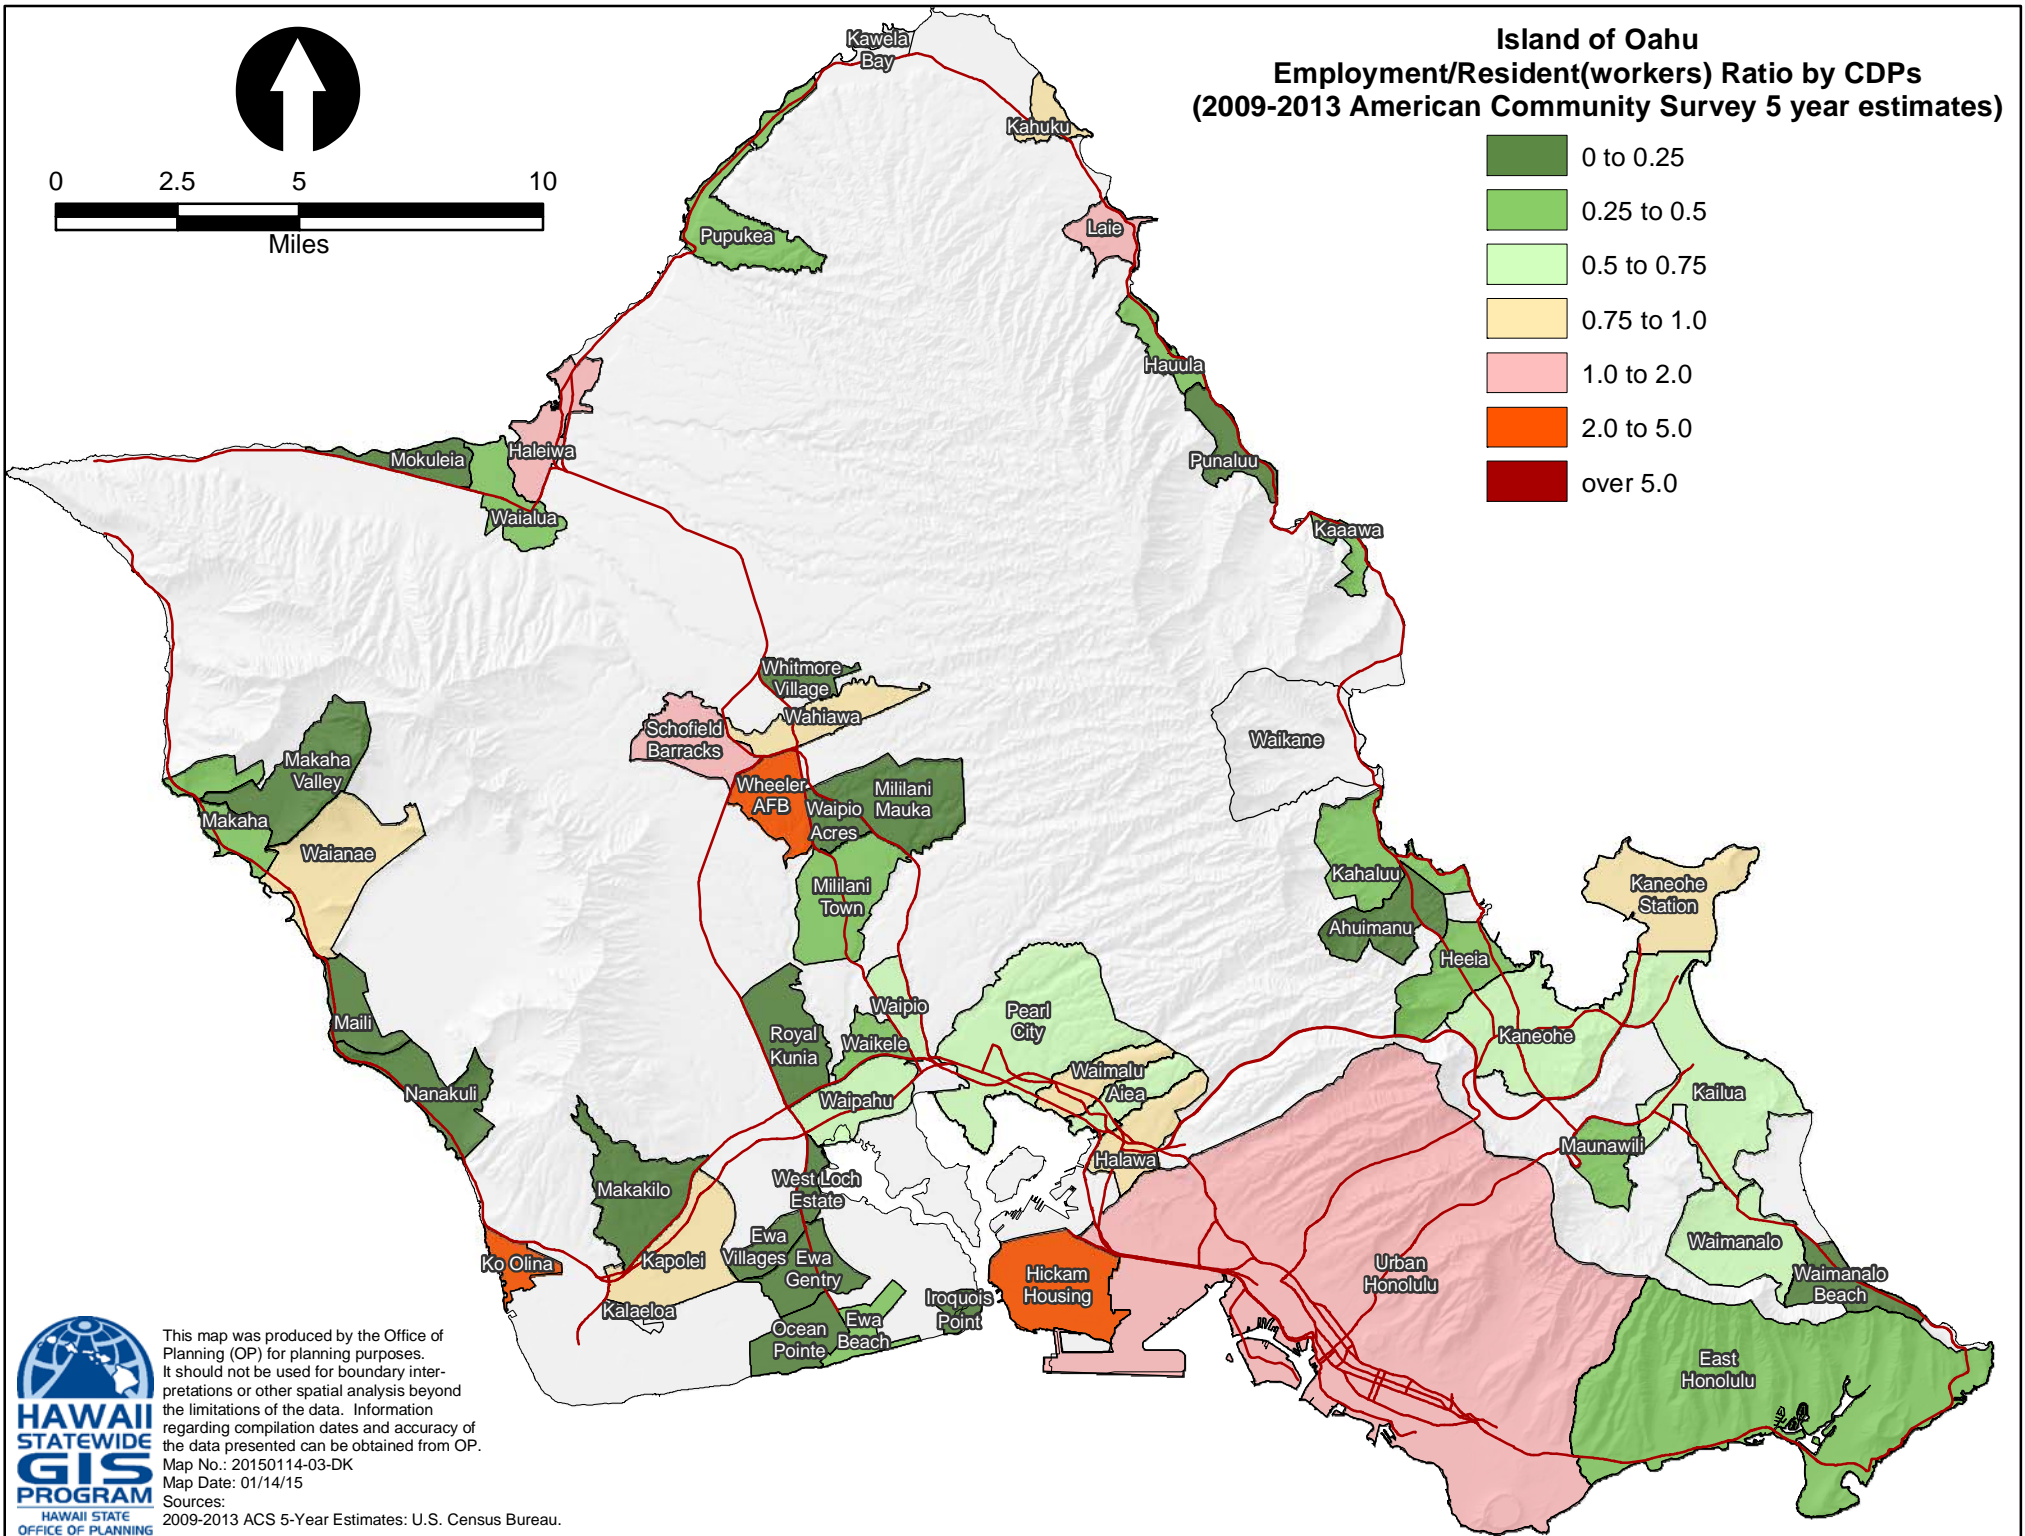 Island of Oahu
Employment/Resident(workers) Ratio by CDPs
(2009-2013 American Community Survey 5 year estimates)
0 to 0.25
0.25 to 0.5
0.5 to 0.75
0.75 to 1.0
1.0 to 2.0
2.0 to 5.0
over 5.0
0 2.5 5 10
Miles
Kawela
Bay
Kahuku
Pupukea
Laie
Hauula
Haleiwa
Mokuleia
Punaluu
Waialua
Kaaawa
Whitmore
Village
Wahiawa
Schofield
Barracks
Waikane
Makaha
Valley
Wheeler
AFB
Waipio
Acres
Mililani
Mauka
Makaha
Waianae
Mililani
Town
Kahaluu
Kaneohe
Station
Ahuimanu
Heeia
Waipio
Pearl
City
Maili
Royal
Kunia
Waikele
Kaneohe
Waimalu
Nanakuli
Waipahu
Aiea
Kailua
Maunawili
Halawa
Makakilo
West Loch
Estate
Waimanalo
Ewa
Villages
Ewa
Gentry
Ko Olina
Kapolei
Hickam
Housing
Urban
Honolulu
Waimanalo
Beach
Kalaeloa
Iroquois
Point
Ocean
Pointe
Ewa
Beach
East
Honolulu
HAWAII
STATEWIDE
GIS
PROGRAM
HAWAII STATE
OFFICE OF PLANNING
This map was produced by the Office of
Planning (OP) for planning purposes.
It should not be used for boundary inter-
pretations or other spatial analysis beyond
the limitations of the data.  Information
regarding compilation dates and accuracy of
the data presented can be obtained from OP.
Map No.: 20150114-03-DK
Map Date: 01/14/15
Sources:
2009-2013 ACS 5-Year Estimates: U.S. Census Bureau.